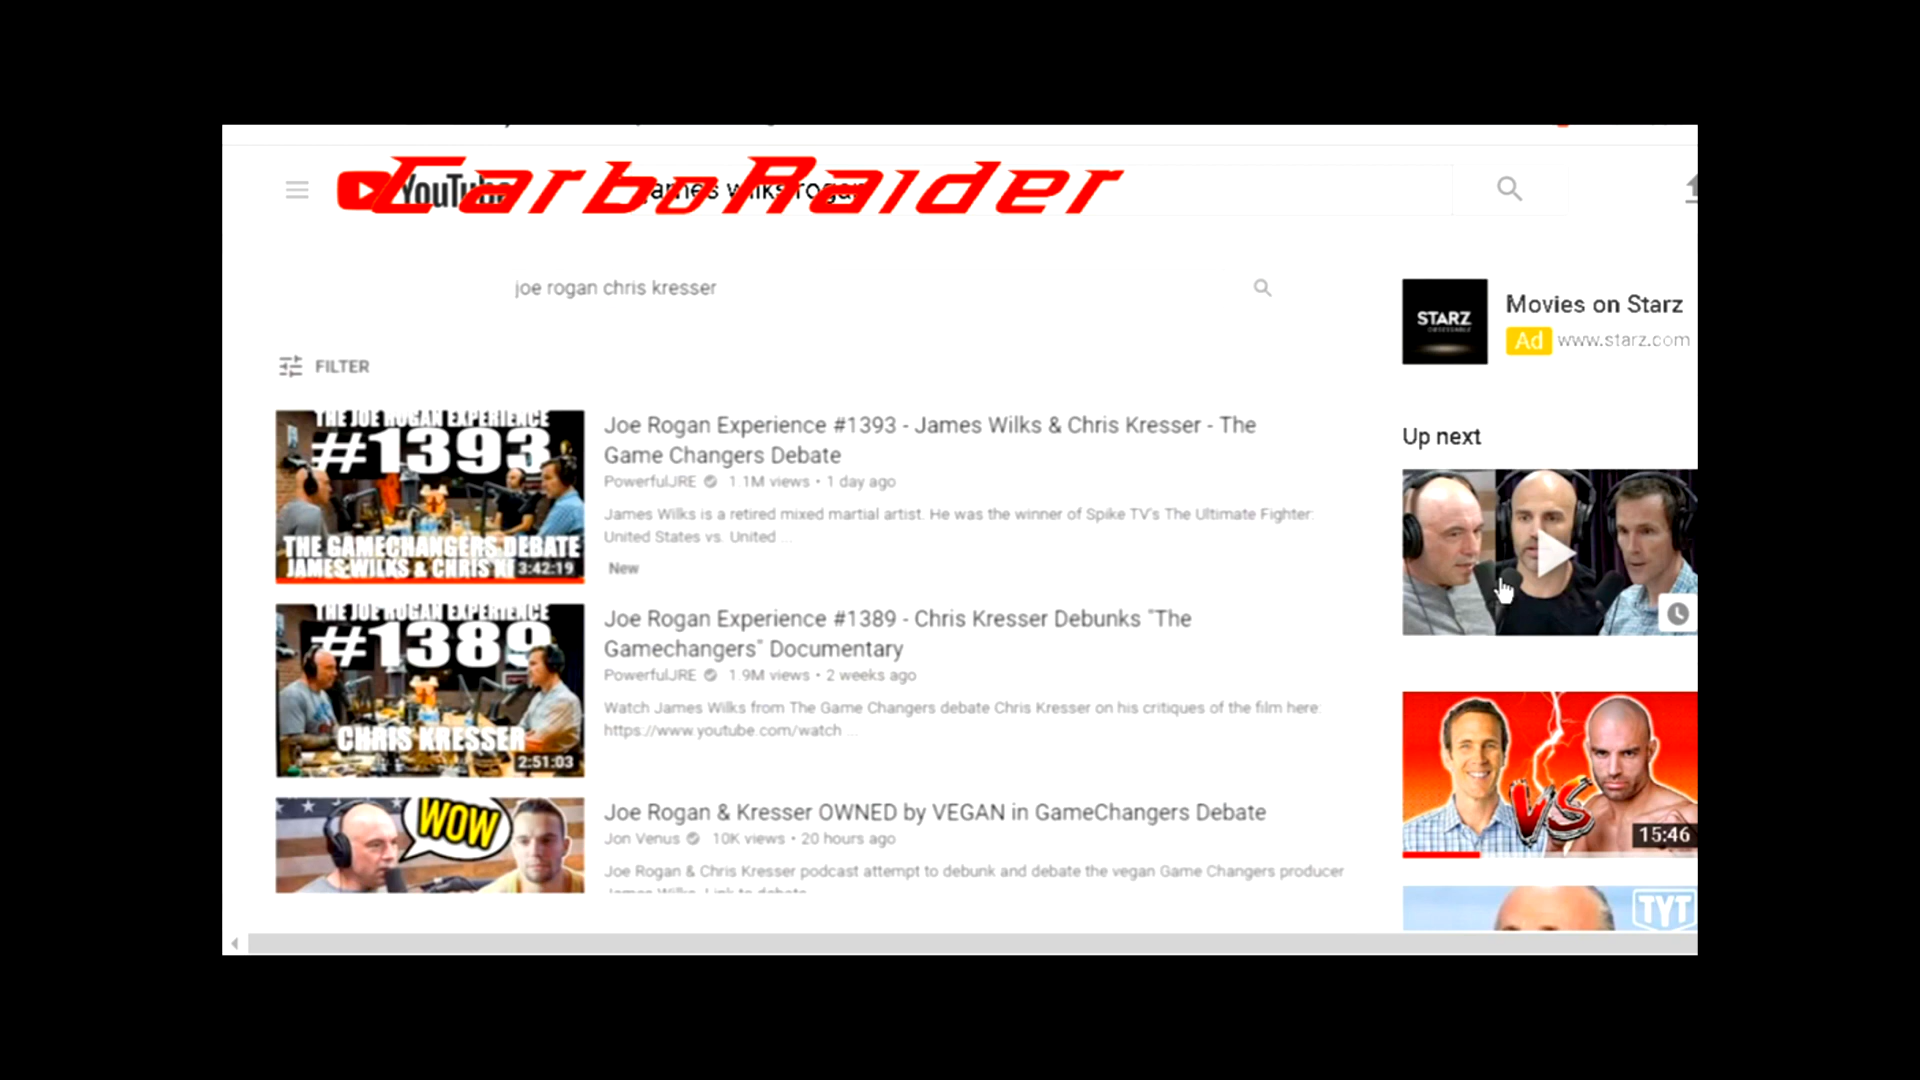 CarboRaider
YouTube
james wilks rogan
joe rogan chris kresser
FILTER
THE JOE ROGAN EXPERIENCE
#1393
THE GAMECHANGERS DEBATE
JAMES WILKS & CHRIS
3:42:19
Joe Rogan Experience #1393 - James Wilks & Chris Kresser - The
Game Changers Debate
PowerfulJRE 1.1M views • 1 day ago
James Wilks is a retired mixed martial artist. He was the winner of Spike TV's The Ultimate Fighter:
United States vs. United ...
New
THE JOE ROGAN EXPERIENCE
#1389
CHRIS KRESSER
2:51:03
Joe Rogan Experience #1389 - Chris Kresser Debunks "The
Gamechangers" Documentary
PowerfulJRE 1.9M views • 2 weeks ago
Watch James Wilks from The Game Changers debate Chris Kresser on his critiques of the film here:
https://www.youtube.com/watch ...
WOW
Joe Rogan & Kresser OWNED by VEGAN in GameChangers Debate
Jon Venus 10K views • 20 hours ago
Joe Rogan & Chris Kresser podcast attempt to debunk and debate the vegan Game Changers producer
STARZ
Movies on Starz
Ad www.starz.com
Up next
VS
15:46
TYT